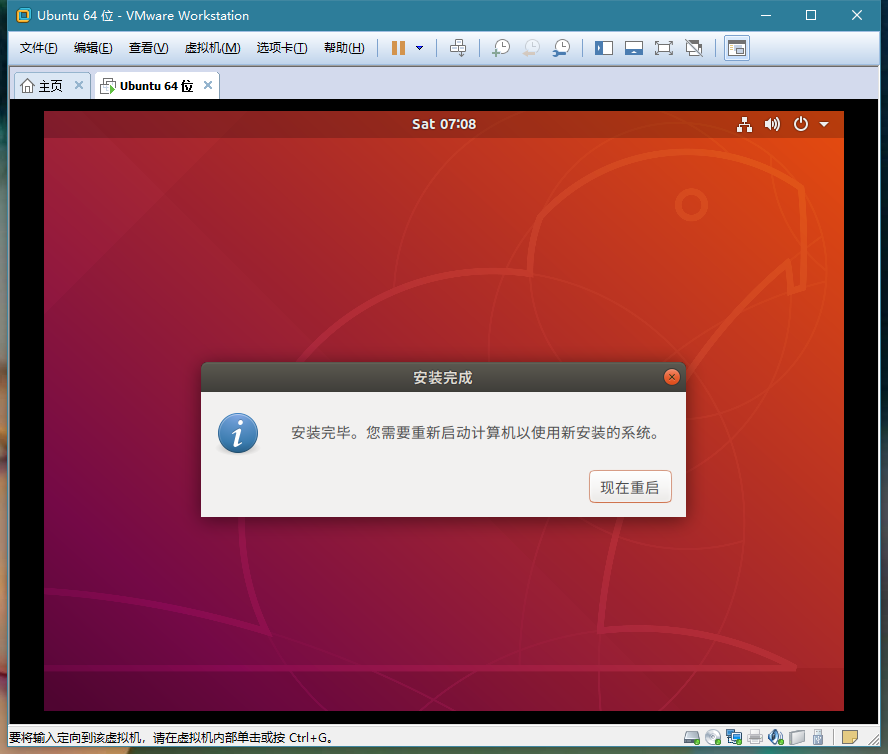 Ubuntu 64 位 - VMware Workstation
文件(F) 编辑(E) 查看(V) 虚拟机(M) 选项卡(T) 帮助(H)
主页 Ubuntu 64 位
Sat 07:08
安装完成
安装完毕。您需要重新启动计算机以使用新安装的系统。
现在重启
要将输入定向到该虚拟机，请在虚拟机内部单击或按 Ctrl+G。